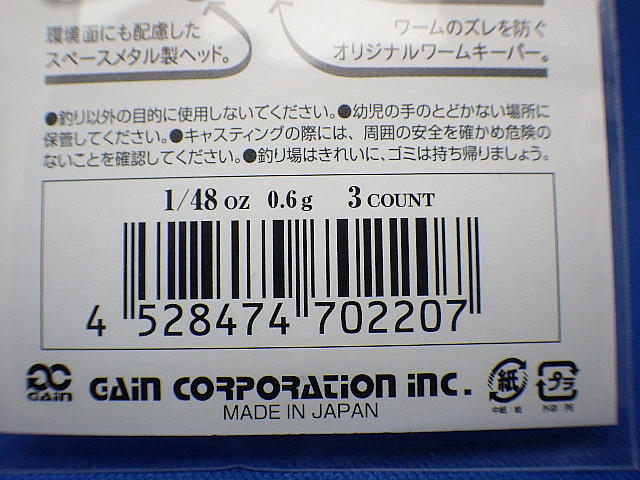 環境面にも配慮した
スペースメタル製ヘッド。
ワームのズレを防ぐ
オリジナルワームキーパー。
●釣り以外の目的に使用しないでください。●幼児の手のとどかない場所に
保管してください。●キャスティングの際には、周囲の安全を確かめ危険の
ないことを確認してください。●釣り場はきれいに、ゴミは持ち帰りましょう。
1/48 OZ 0.6g 3 COUNT
4 528474 702207
GAIN GAIN CORPORATION INC.
MADE IN JAPAN
紙 プラ
中紙：紙 外袋：PE